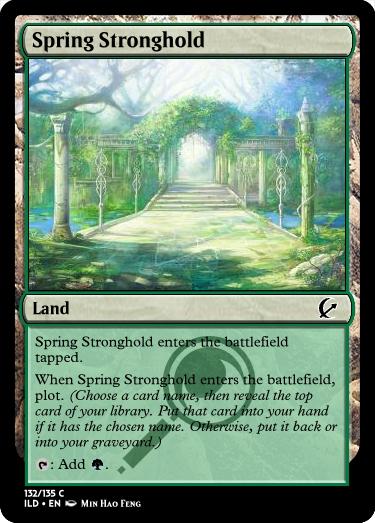 Spring Stronghold
Land
Spring Stronghold enters the battlefield
tapped.
When Spring Stronghold enters the battlefield,
plot. (Choose a card name, then reveal the top
card of your library. Put that card into your hand
if it has the chosen name. Otherwise, put it back or
into your graveyard.)
: Add .
132/135 C
ILD • EN Min Hao Feng